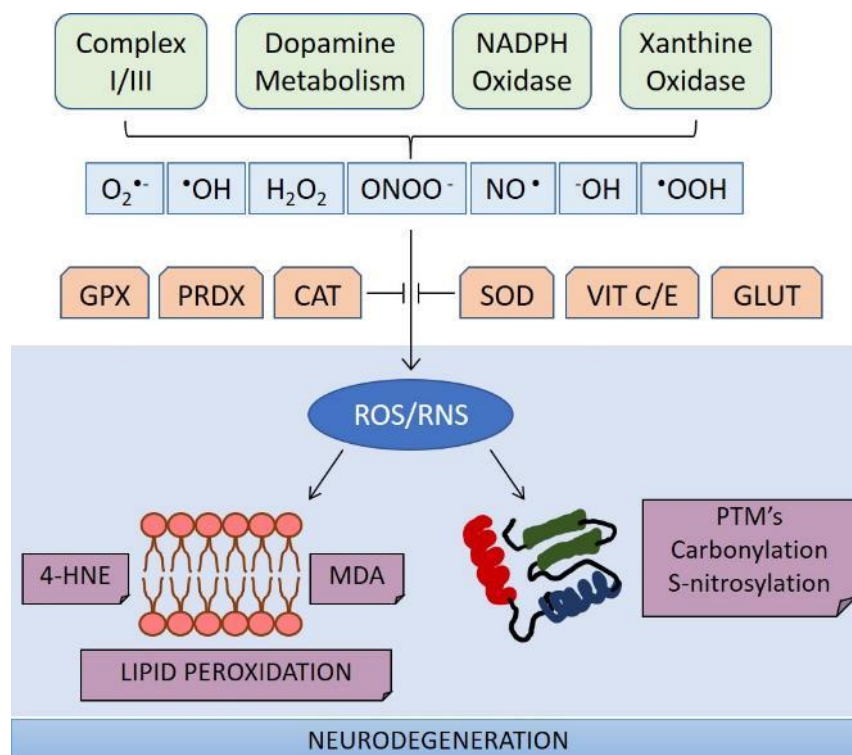 Complex
I/III
Dopamine
Metabolism
NADPH
Oxidase
Xanthine
Oxidase
O₂•-
•OH
H₂O₂
ONOO-
NO•
-OH
•OOH
GPX
PRDX
CAT
SOD
VIT C/E
GLUT
ROS/RNS
4-HNE
MDA
PTM’s
Carbonylation
S-nitrosylation
LIPID PEROXIDATION
NEURODEGENERATION